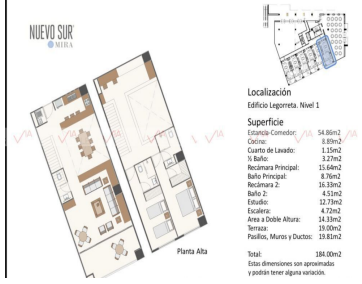 NUEVO SUR
MIRA
Planta Alta
Localización
Edificio Legorreta. Nivel 1
Superficie
Estancia-Comedor: 54.86m2
Cocina: 8.89m2
Cuarto de Lavado: 1.15m2
½ Baño: 3.27m2
Recámara Principal: 15.64m2
Baño Principal: 8.76m2
Recámara 2: 16.33m2
Baño 2: 4.51m2
Estudio: 12.73m2
Escalera: 4.72m2
Area a Doble Altura: 14.33m2
Terraza: 19.00m2
Pasillos, Muros y Ductos: 19.81m2
Total: 184.00m2
Estas dimensiones son aproximadas
y podrán tener alguna variación.